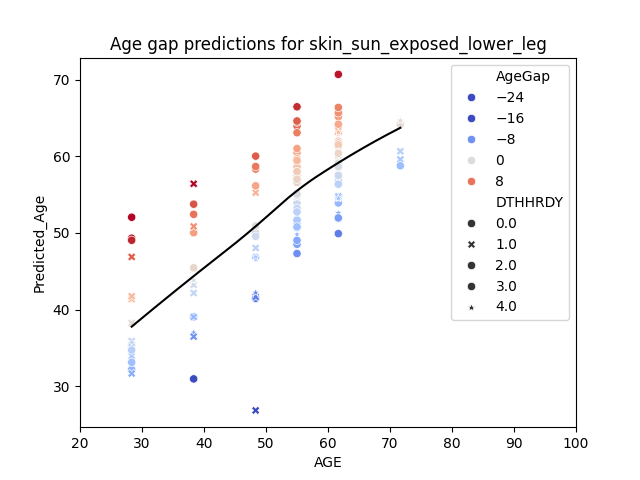 Age gap predictions for skin_sun_exposed_lower_leg
Predicted_Age
70
60
50
40
30
20 30 40 50 60 70 80 90 100
AGE
AgeGap
−24
−16
−8
0
8
DTHHRDY
0.0
1.0
2.0
3.0
4.0